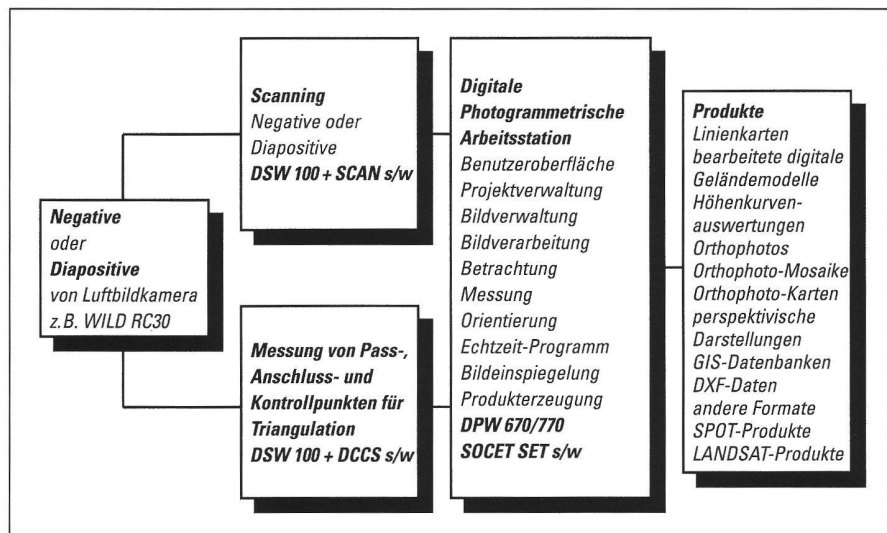 Negative
oder
Diapositive
von Luftbildkamera
z.B. WILD RC30
Scanning
Negative oder
Diapositive
DSW 100 + SCAN s/w
Messung von Pass-,
Anschluss- und
Kontrollpunkten für
Triangulation
DSW 100 + DCCS s/w
Digitale
Photogrammetrische
Arbeitsstation
Benutzeroberfläche
Projektverwaltung
Bildverwaltung
Bildverarbeitung
Betrachtung
Messung
Orientierung
Echtzeit-Programm
Bildeinspiegelung
Produkterzeugung
DPW 670/770
SOCET SET s/w
Produkte
Linienkarten
bearbeitete digitale
Geländemodelle
Höhenkurven-
auswertungen
Orthophotos
Orthophoto-Mosaike
Orthophoto-Karten
perspektivische
Darstellungen
GIS-Datenbanken
DXF-Daten
andere Formate
SPOT-Produkte
LANDSAT-Produkte